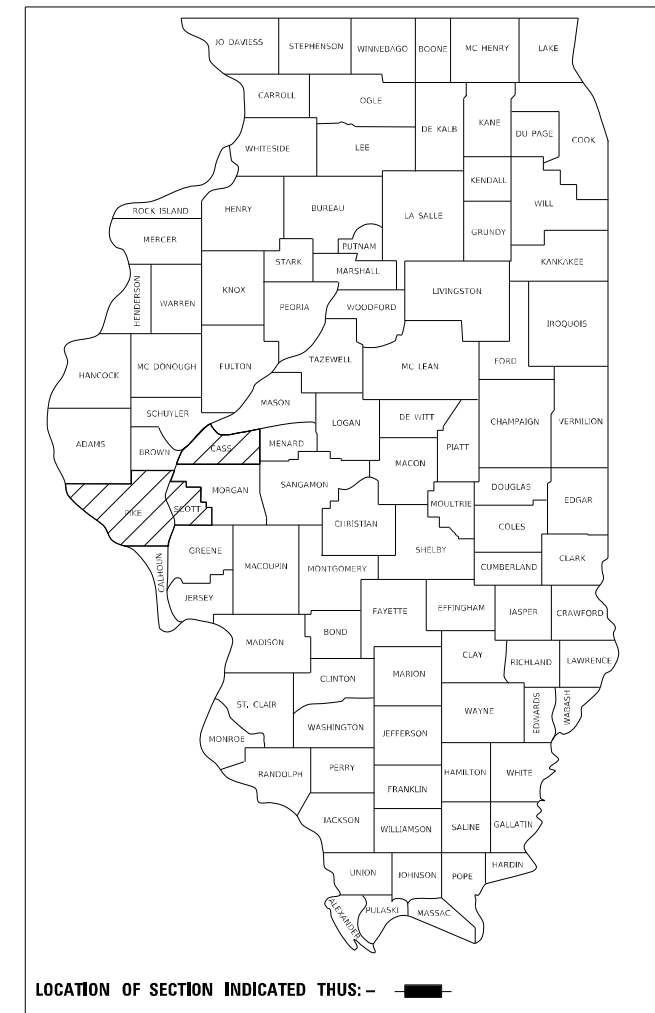 JO DAVIESS
STEPHENSON
WINNEBAGO
BOONE
MC HENRY
LAKE
CARROLL
OGLE
DE KALB
KANE
DU PAGE
COOK
WHITESIDE
LEE
KENDALL
WILL
ROCK ISLAND
HENRY
BUREAU
LA SALLE
GRUNDY
MERCER
PUTNAM
STARK
MARSHALL
KANKAKEE
HENDERSON
WARREN
KNOX
PEORIA
WOODFORD
LIVINGSTON
IROQUOIS
HANCOCK
MC DONOUGH
FULTON
TAZEWELL
MC LEAN
FORD
SCHUYLER
MASON
ADAMS
BROWN
CASS
MENARD
LOGAN
DE WITT
PIATT
CHAMPAIGN
VERMILION
MACON
PIKE
SCOTT
MORGAN
SANGAMON
CHRISTIAN
MOULTRIE
DOUGLAS
EDGAR
COLES
CALHOUN
GREENE
MACOUPIN
MONTGOMERY
SHELBY
CUMBERLAND
CLARK
JERSEY
FAYETTE
EFFINGHAM
JASPER
CRAWFORD
MADISON
BOND
CLAY
RICHLAND
LAWRENCE
CLINTON
MARION
ST. CLAIR
WAYNE
EDWARDS
WABASH
MONROE
WASHINGTON
JEFFERSON
RANDOLPH
PERRY
FRANKLIN
HAMILTON
WHITE
JACKSON
WILLIAMSON
SALINE
GALLATIN
UNION
JOHNSON
POPE
HARDIN
ALEXANDER
PULASKI
MASSAC
LOCATION OF SECTION INDICATED THUS: –